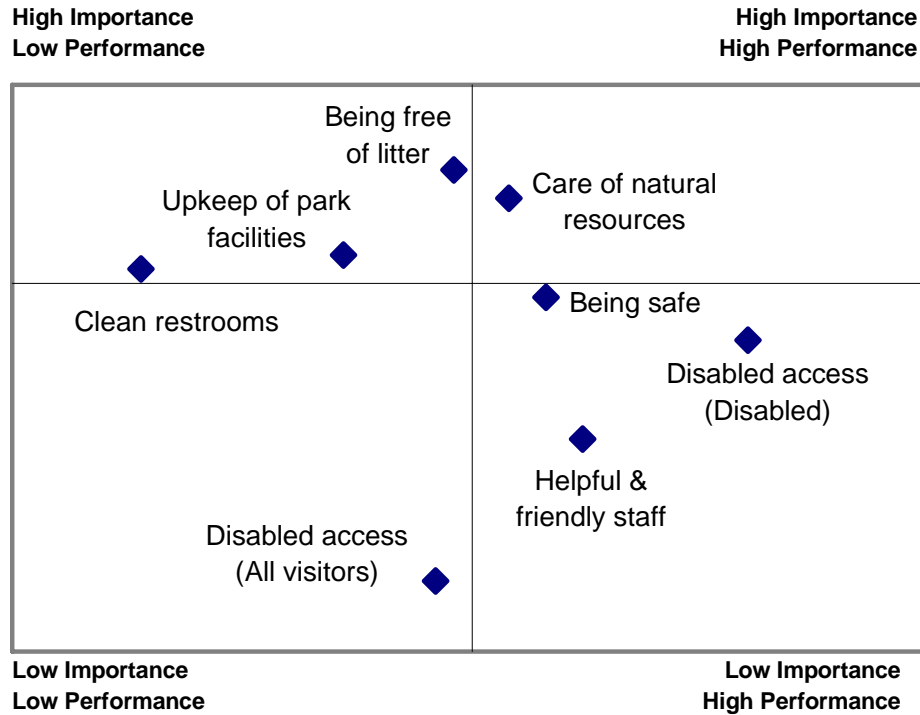 High Importance
Low Performance
High Importance
High Performance
Being free
of litter
Care of natural
resources
Upkeep of park
facilities
Clean restrooms
Being safe
Disabled access
(Disabled)
Helpful &
friendly staff
Disabled access
(All visitors)
Low Importance
Low Performance
Low Importance
High Performance